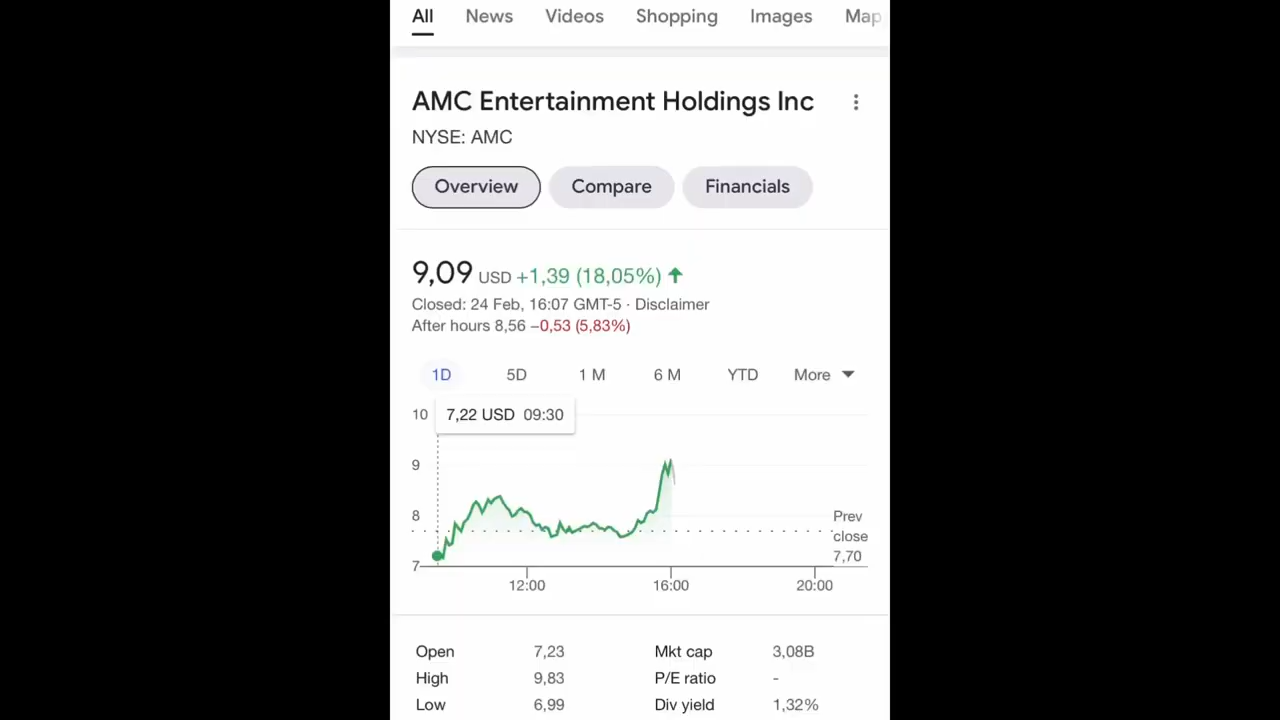 All News Videos Shopping Images Map
AMC Entertainment Holdings Inc
NYSE: AMC
Overview Compare Financials
9,09 USD +1,39 (18,05%)
Closed: 24 Feb, 16:07 GMT-5 · Disclaimer
After hours 8,56 −0,53 (5,83%)
1D 5D 1 M 6 M YTD More
10 7,22 USD 09:30
9
8
Prev
close
7,70
7
12:00 16:00 20:00
Open 7,23 Mkt cap 3,08B
High 9,83 P/E ratio -
Low 6,99 Div yield 1,32%